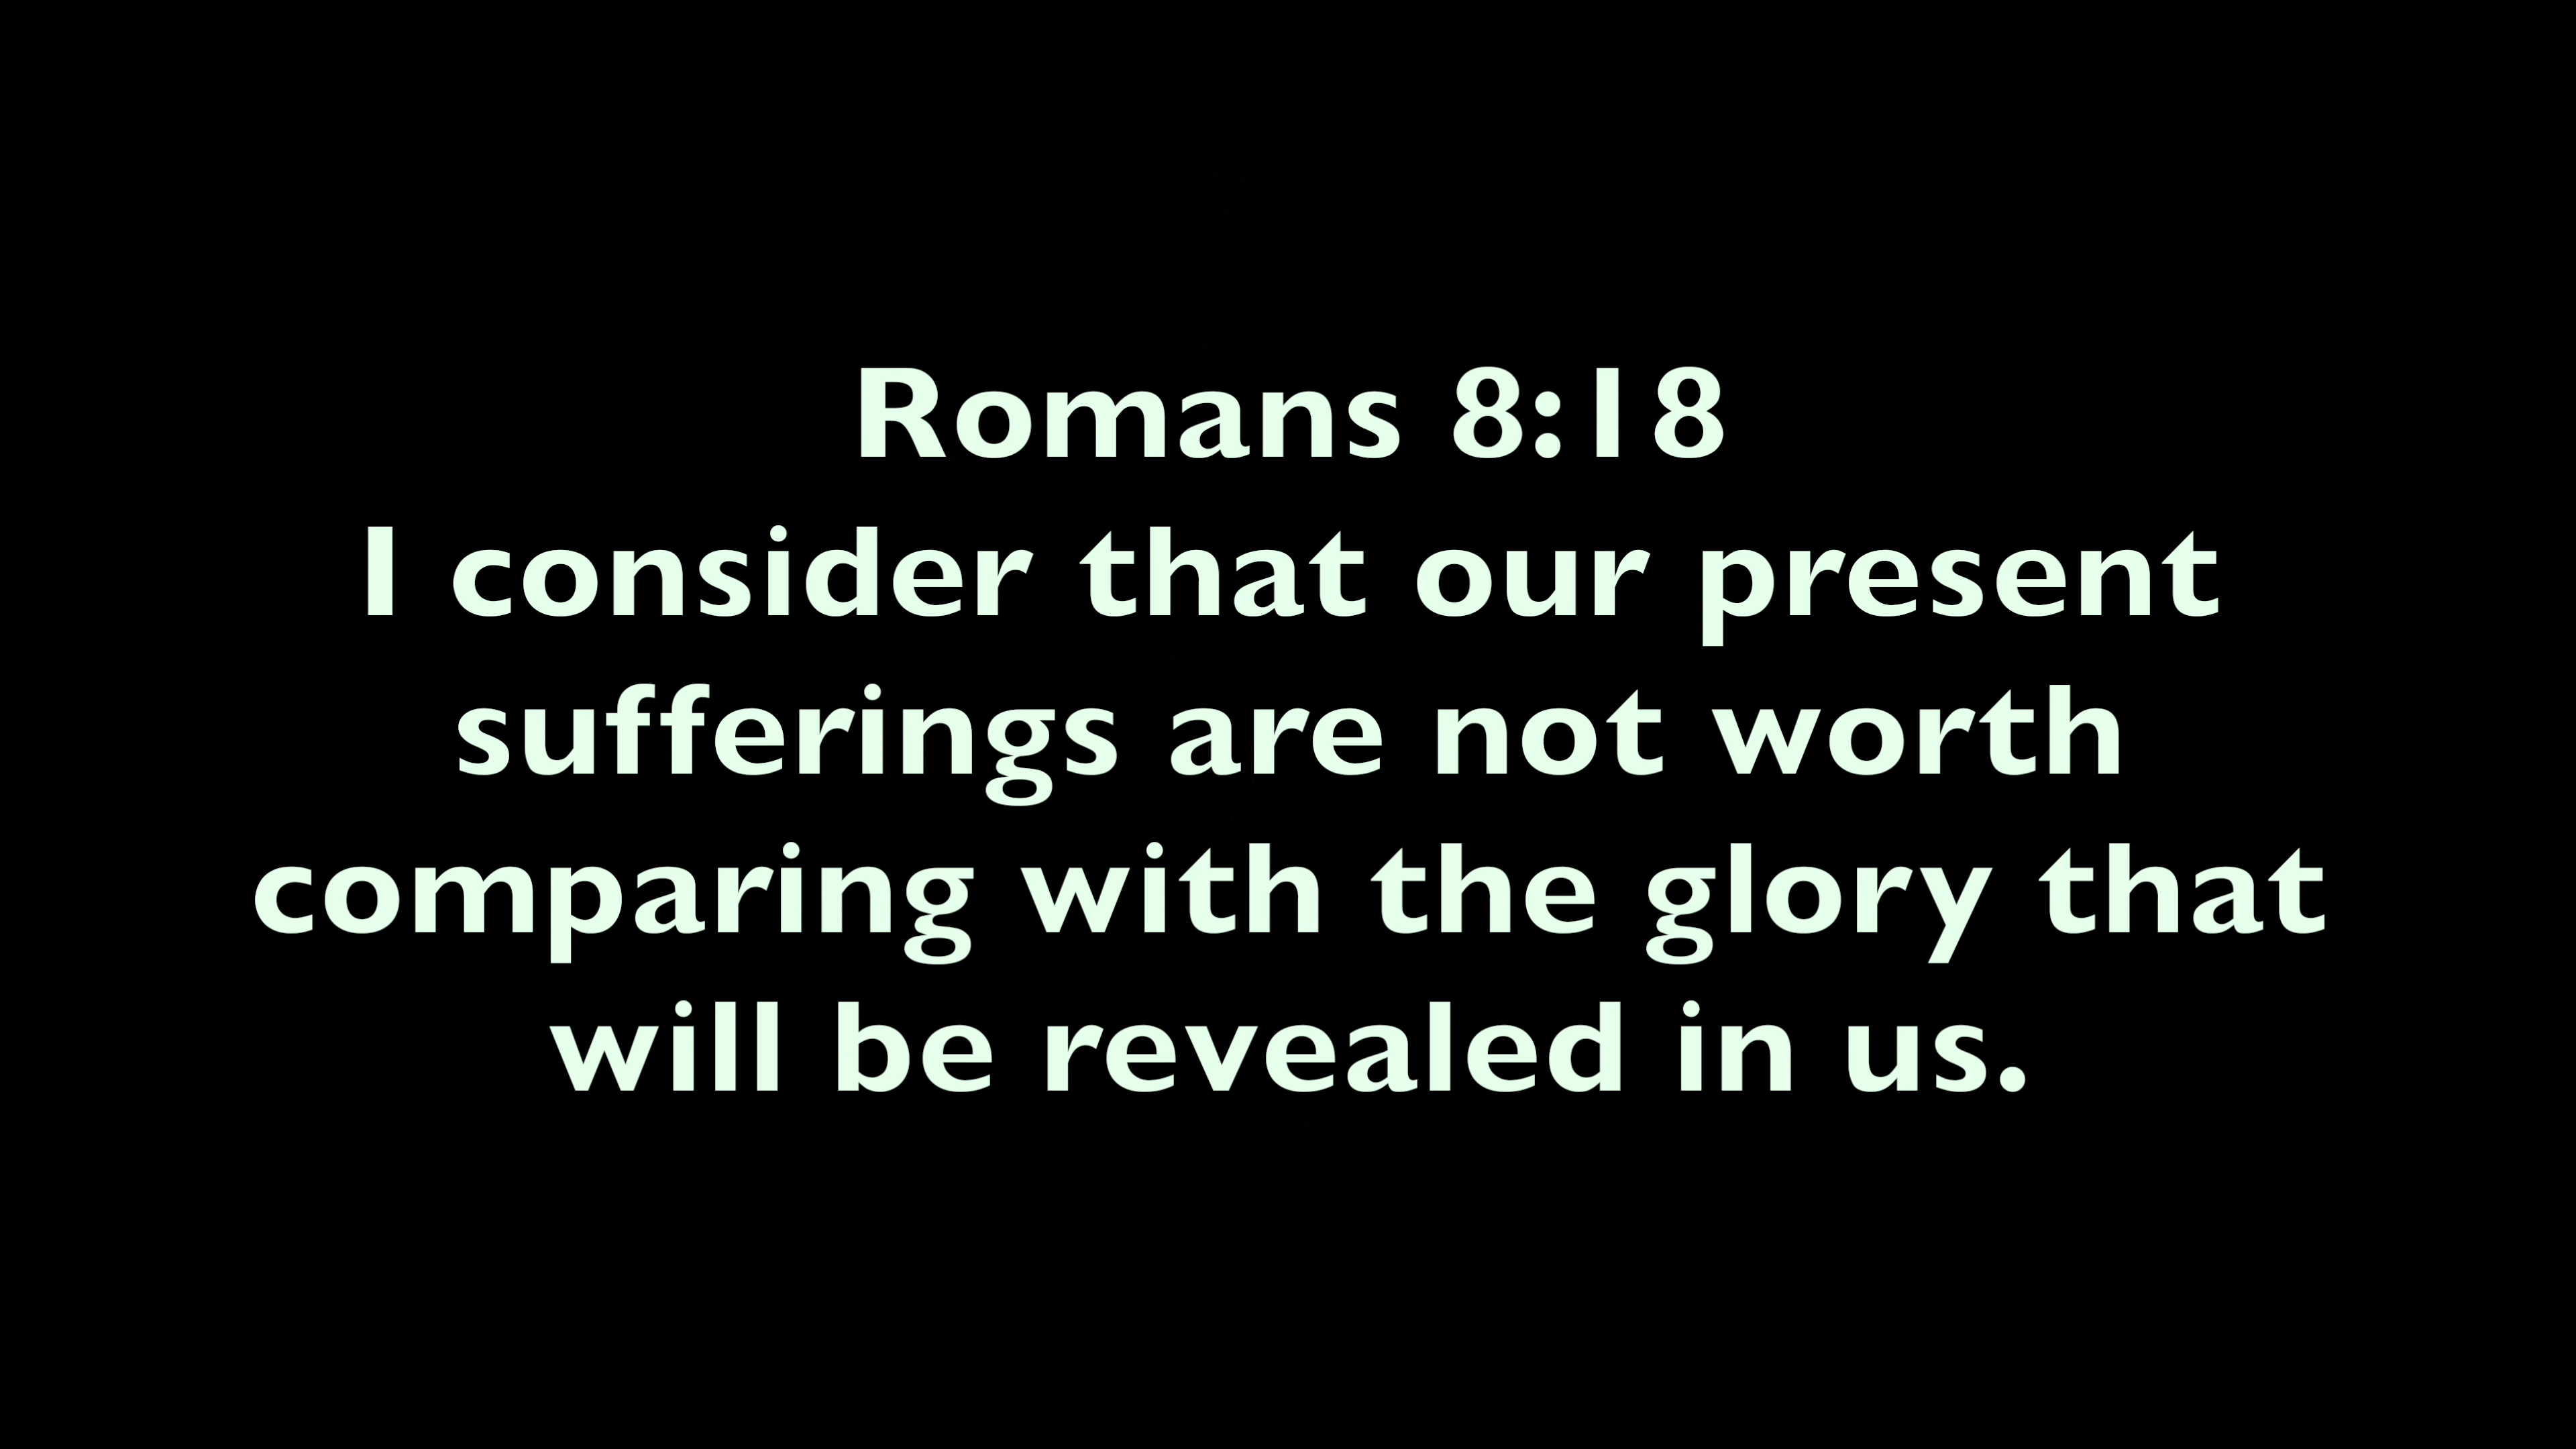 Romans 8:18
I consider that our present
sufferings are not worth
comparing with the glory that
will be revealed in us.